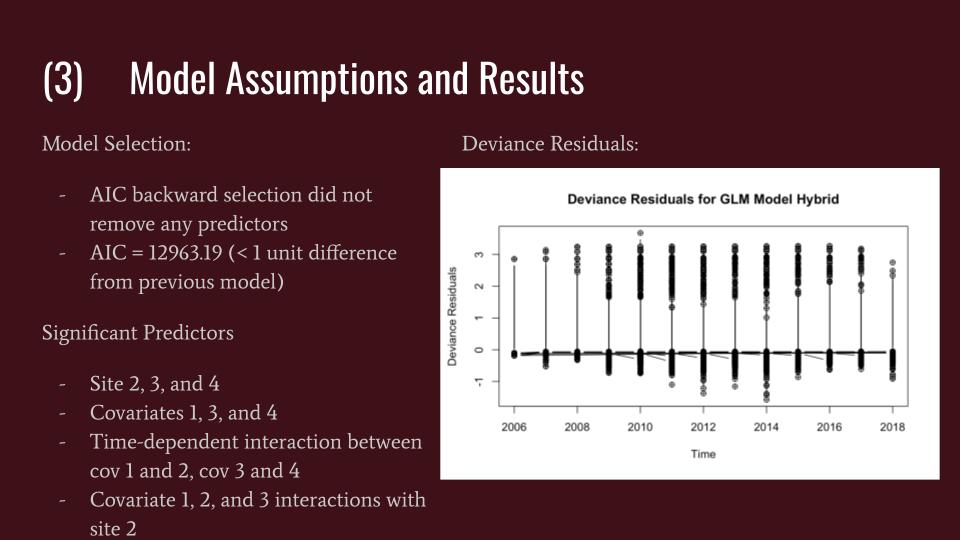 (3) Model Assumptions and Results
Model Selection:
- AIC backward selection did not
remove any predictors
- AIC = 12963.19 (< 1 unit difference
from previous model)
Significant Predictors
- Site 2, 3, and 4
- Covariates 1, 3, and 4
- Time-dependent interaction between
cov 1 and 2, cov 3 and 4
- Covariate 1, 2, and 3 interactions with
site 2
Deviance Residuals:
Deviance Residuals for GLM Model Hybrid
Deviance Residuals
3
2
1
0
-1
2006 2008 2010 2012 2014 2016 2018
Time